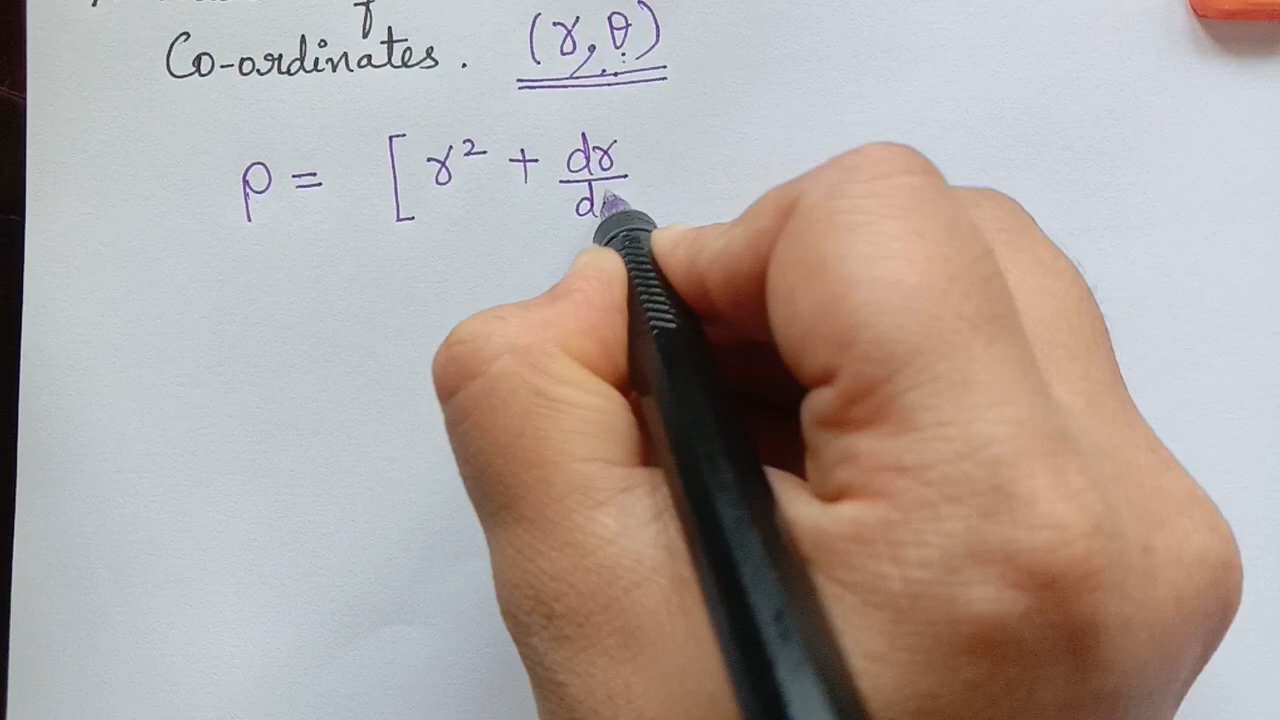 Co-ordinates. (r, θ)
ρ = [ r² + dr/d